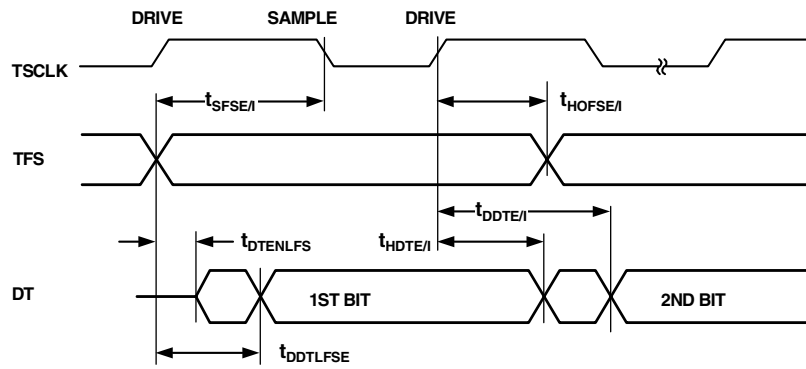 DRIVE SAMPLE DRIVE
TSCLK
tSFSE/I tHOFSE/I
TFS
tDDTE/I
tDTENLFS tHDTE/I
DT 1ST BIT 2ND BIT
tDDTLFSE